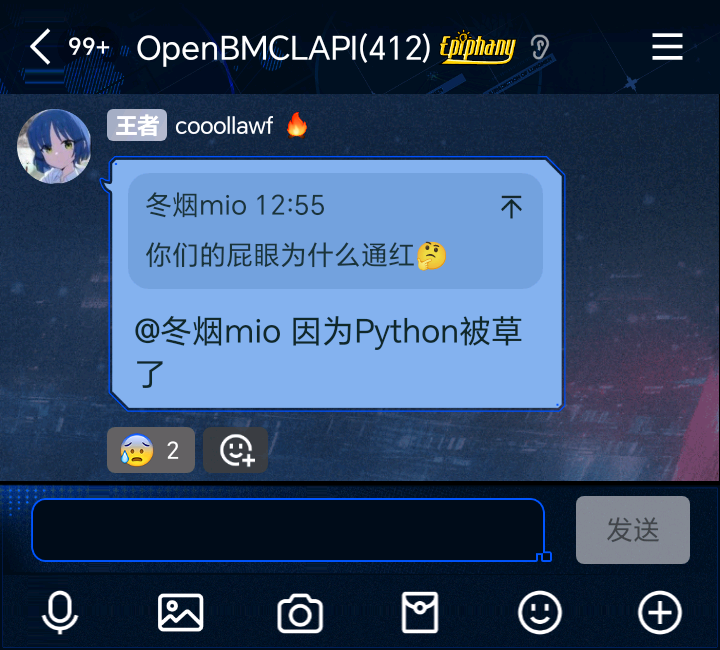 99+ OpenBMCLAPI(412) Epiphany
王者 cooollawf 🔥
冬烟mio 12:55
你们的屁眼为什么通红🤔
@冬烟mio 因为Python被草
了
😰 2
发送